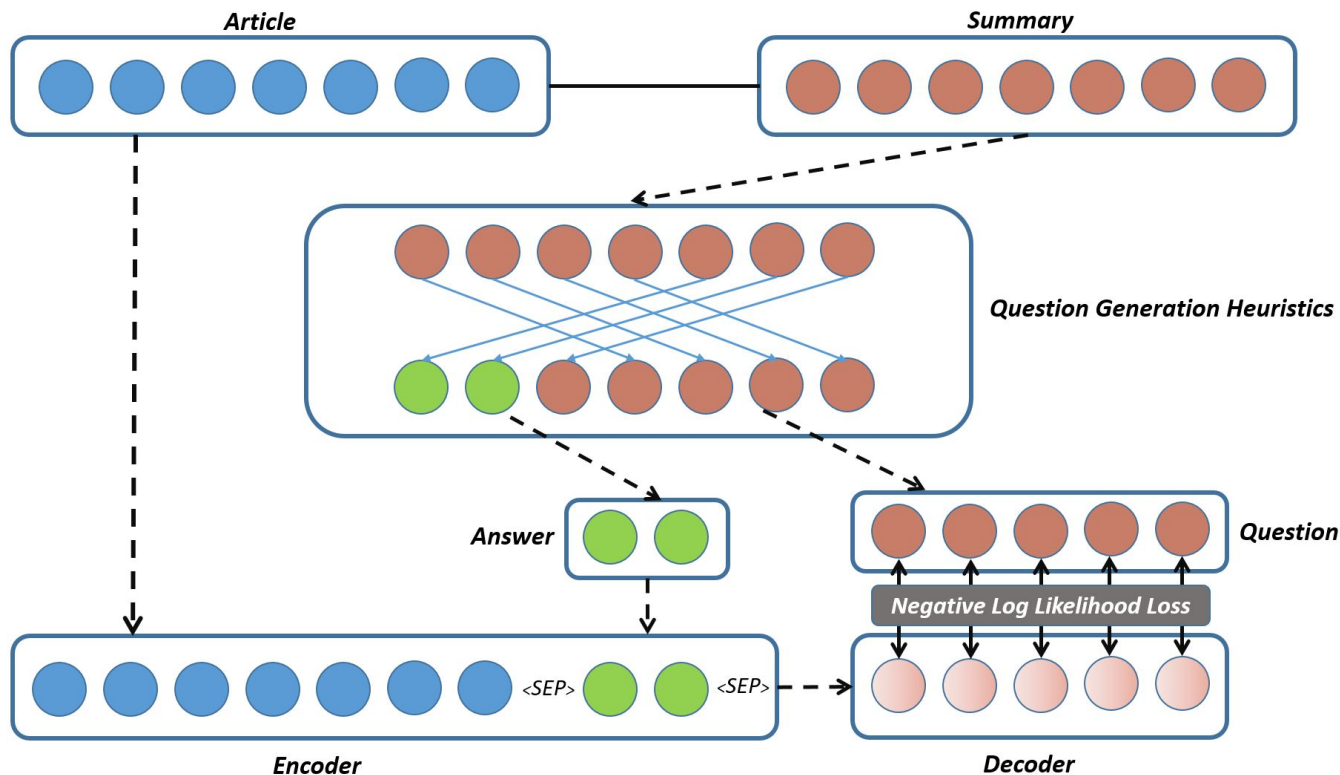 Article
Summary
Question Generation Heuristics
Answer
Question
Negative Log Likelihood Loss
<SEP>
<SEP>
Encoder
Decoder